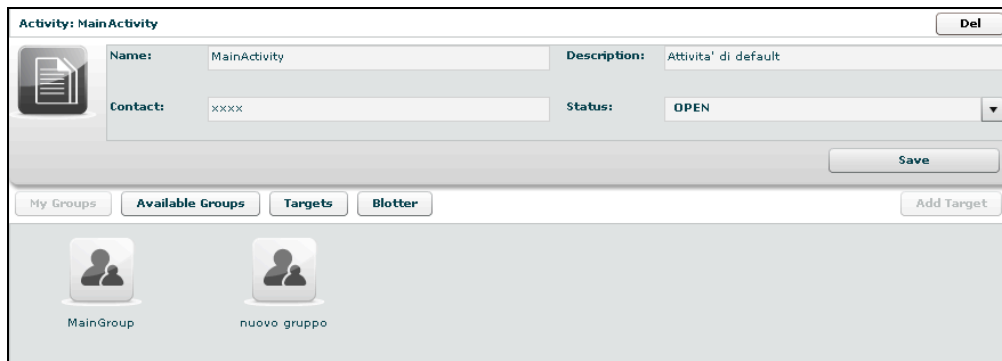 Activity: MainActivity Del
Name: MainActivity Description: Attivita' di default
Contact: xxxx Status: OPEN
Save
My Groups Available Groups Targets Blotter Add Target
MainGroup nuovo gruppo